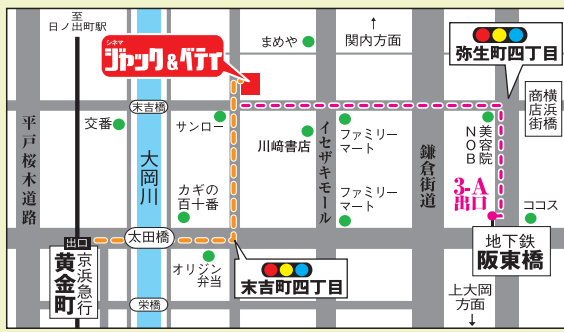 至
日ノ出町駅
シネマ
ジャック&ベティ
まめや
↑
関内方面
弥生町四丁目
末吉橋
横浜橋
商店街
平戸桜木道路
交番
大岡川
サンロー
川﨑書店
イセザキモール
ファミリー
マート
鎌倉街道
美容院
NOB
3-A
出口
カギの
百十番
ファミリー
マート
ココス
出口
太田橋
地下鉄
阪東橋
京浜急行
黄金町
オリジン
弁当
末吉町四丁目
上大岡
方面
↓
栄橋